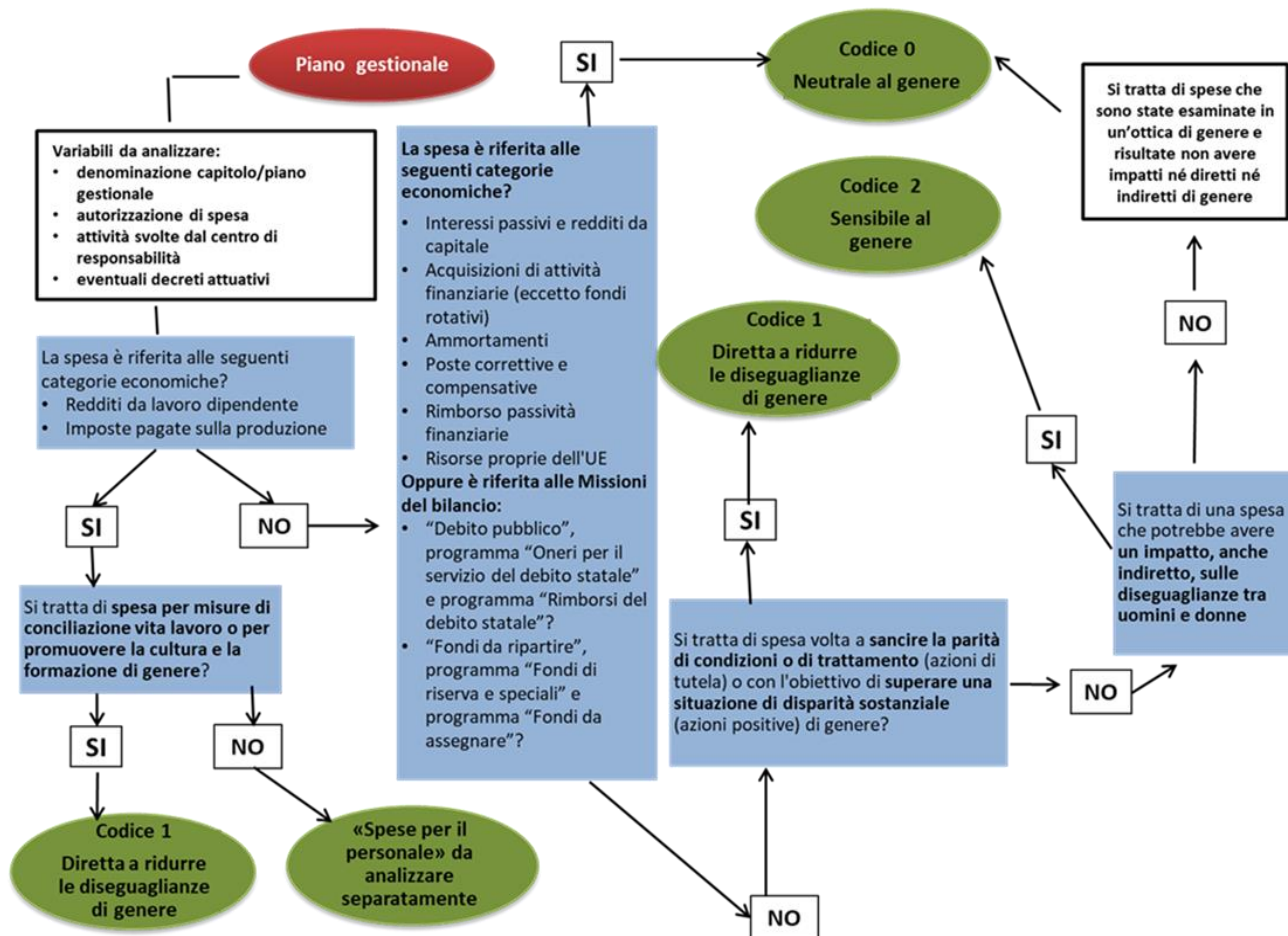 Piano gestionale
Variabili da analizzare:
• denominazione capitolo/piano
gestionale
• autorizzazione di spesa
• attività svolte dal centro di
responsabilità
• eventuali decreti attuativi
La spesa è riferita alle seguenti
categorie economiche?
• Redditi da lavoro dipendente
• Imposte pagate sulla produzione
SI
NO
Si tratta di spesa per misure di
conciliazione vita lavoro o per
promuovere la cultura e la
formazione di genere?
SI
NO
Codice 1
Diretta a ridurre
le diseguaglianze
di genere
«Spese per il
personale» da
analizzare
separatamente
SI
La spesa è riferita alle
seguenti categorie
economiche?
• Interessi passivi e redditi da
capitale
• Acquisizioni di attività
finanziarie (eccetto fondi
rotativi)
• Ammortamenti
• Poste correttive e
compensative
• Rimborso passività
finanziarie
• Risorse proprie dell'UE
Oppure è riferita alle Missioni
del bilancio:
• “Debito pubblico”,
programma “Oneri per il
servizio del debito statale”
e programma “Rimborsi del
debito statale”?
• “Fondi da ripartire”,
programma “Fondi di
riserva e speciali” e
programma “Fondi da
assegnare”?
NO
Codice 0
Neutrale al genere
Codice 2
Sensibile al
genere
Codice 1
Diretta a ridurre
le diseguaglianze
di genere
SI
Si tratta di spesa volta a sancire la parità
di condizioni o di trattamento (azioni di
tutela) o con l'obiettivo di superare una
situazione di disparità sostanziale
(azioni positive) di genere?
NO
Si tratta di spese che
sono state esaminate in
un’ottica di genere e
risultate non avere
impatti né diretti né
indiretti di genere
NO
SI
Si tratta di una spesa
che potrebbe avere
un impatto, anche
indiretto, sulle
diseguaglianze tra
uomini e donne